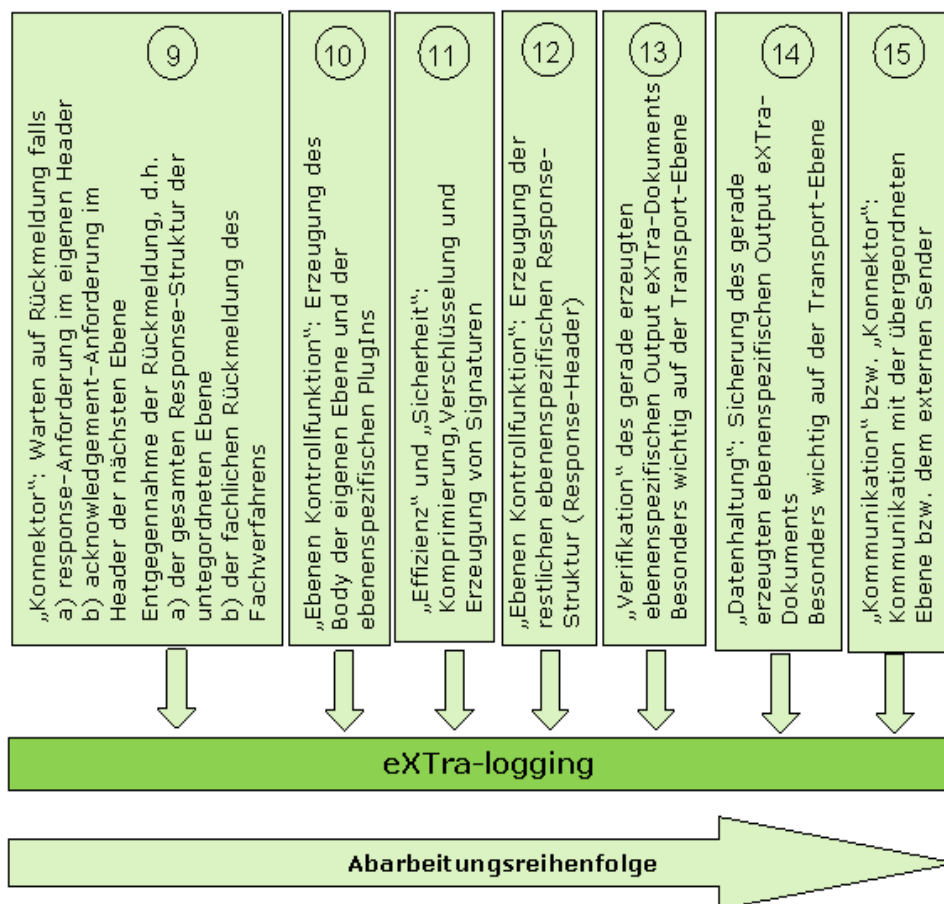 9
„Konnektor“: Warten auf Rückmeldung falls
a) response-Anforderung im eigenen Header
b) acknowledgement-Anforderung im
Header der nächsten Ebene
Entgegennahme der Rückmeldung, d.h.
a) der gesamten Response-Struktur der
untegordneten Ebene
b) der fachlichen Rückmeldung des
Fachverfahrens
10
„Ebenen Kontrollfunktion“: Erzeugung des
Body der eigenen Ebene und der
ebenenspezifischen PlugIns
11
„Effizienz“ und „Sicherheit“:
Komprimierung,Verschlüsselung und
Erzeugung von Signaturen
12
„Ebenen Kontrollfunktion“: Erzeugung der
restlichen ebenenspezifischen Response-
Struktur (Response-Header)
13
„Verifikation“ des gerade erzeugten
ebenenspezifischen Output eXTra-Dokuments
Besonders wichtig auf der Transport-Ebene
14
„Datenhaltung“: Sicherung des gerade
erzeugten ebenenspezifischen Output eXTra-
Dokuments
Besonders wichtig auf der Transport-Ebene
15
„Kommunikation“ bzw. „Konnektor“:
Kommunikation mit der übergeordneten
Ebene bzw. dem externen Sender
eXTra-logging
Abarbeitungsreihenfolge